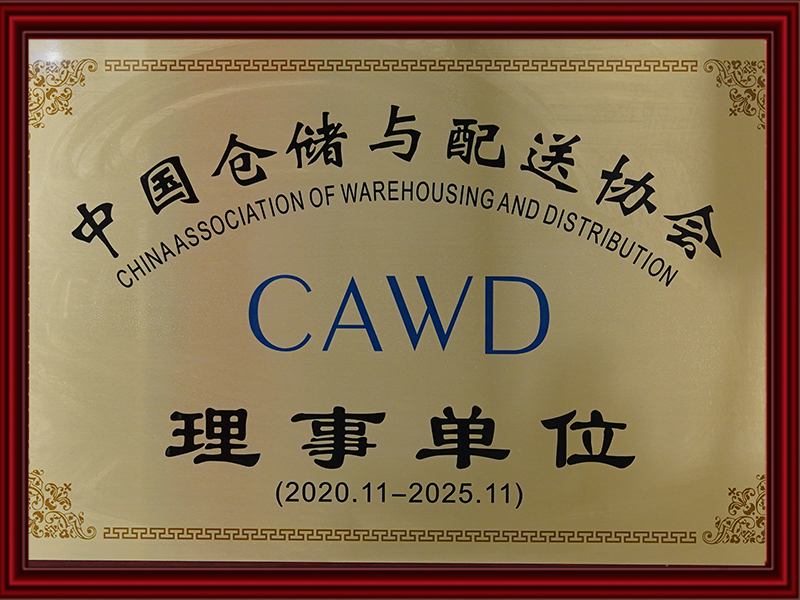 中国仓储与配送协会
CHINA ASSOCIATION OF WAREHOUSING AND DISTRIBUTION
CAWD
理事单位
(2020.11-2025.11)